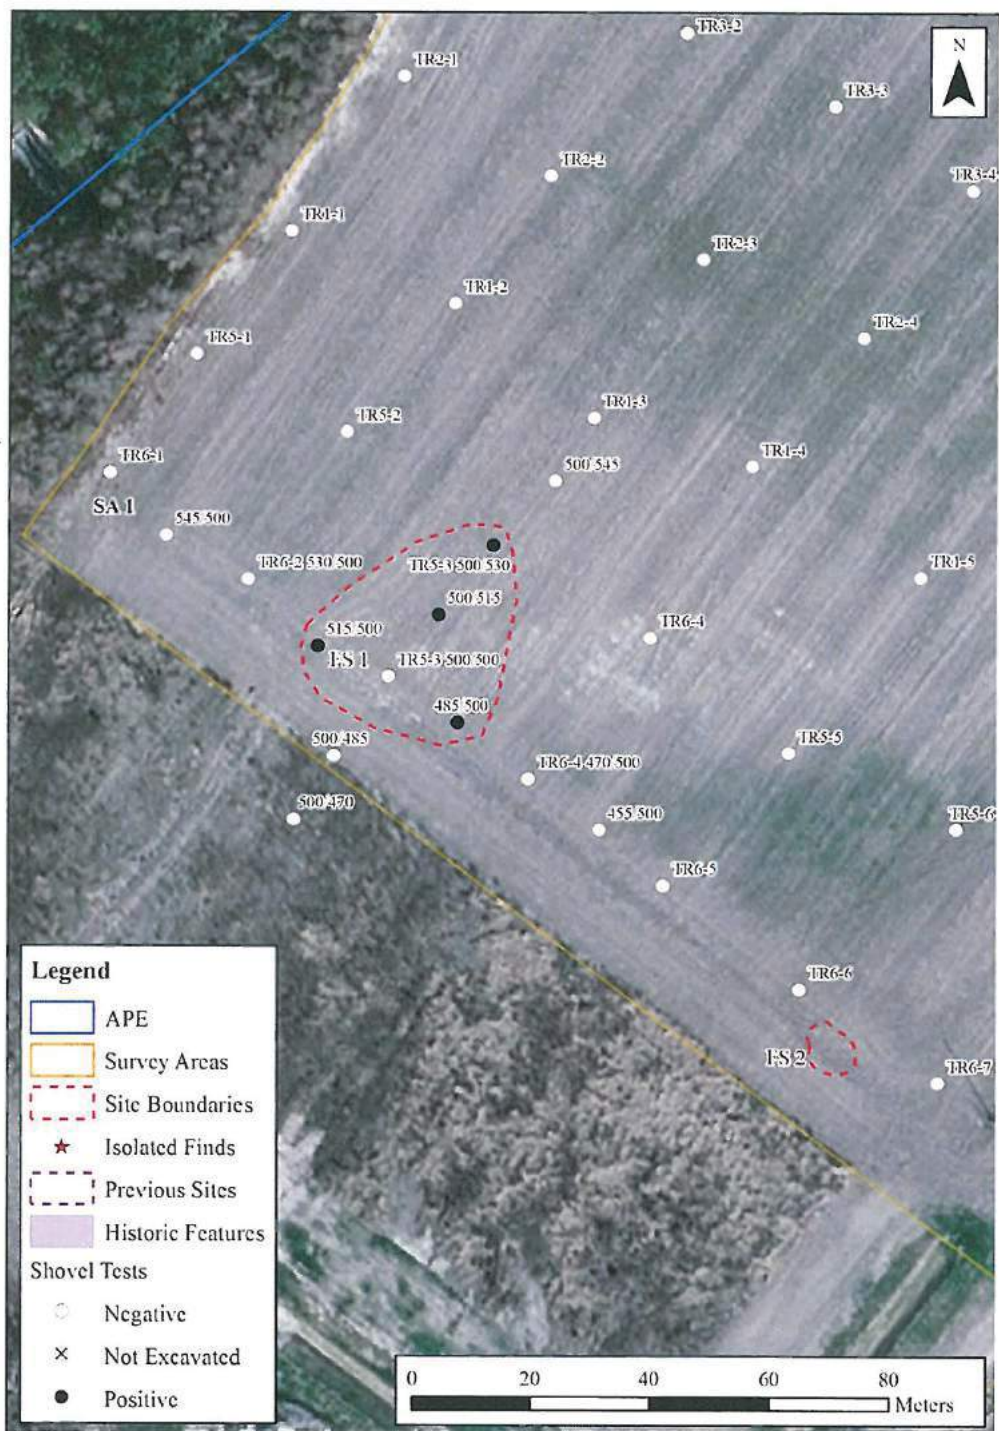 TR3-2
N
TR2-1
TR3-3
TR2-2
TR3-4
TR1-1
TR2-3
TR1-2
TR5-1
TR2-4
TR1-3
TR5-2
TR1-4
TR6-1
500/545
SA 1
545/500
TR6-2 530/500
TR5-3 500/530
TR1-5
500/515
515/500
TR6-4
FS 1
TR5-3 500/500
485/500
500/485
TR5-5
TR6-4 470/500
500/470
455/500
TR5-6
TR6-5
TR6-6
FS 2
TR6-7
Legend
APE
Survey Areas
Site Boundaries
Isolated Finds
Previous Sites
Historic Features
Shovel Tests
Negative
Not Excavated
Positive
0 20 40 60 80
Meters